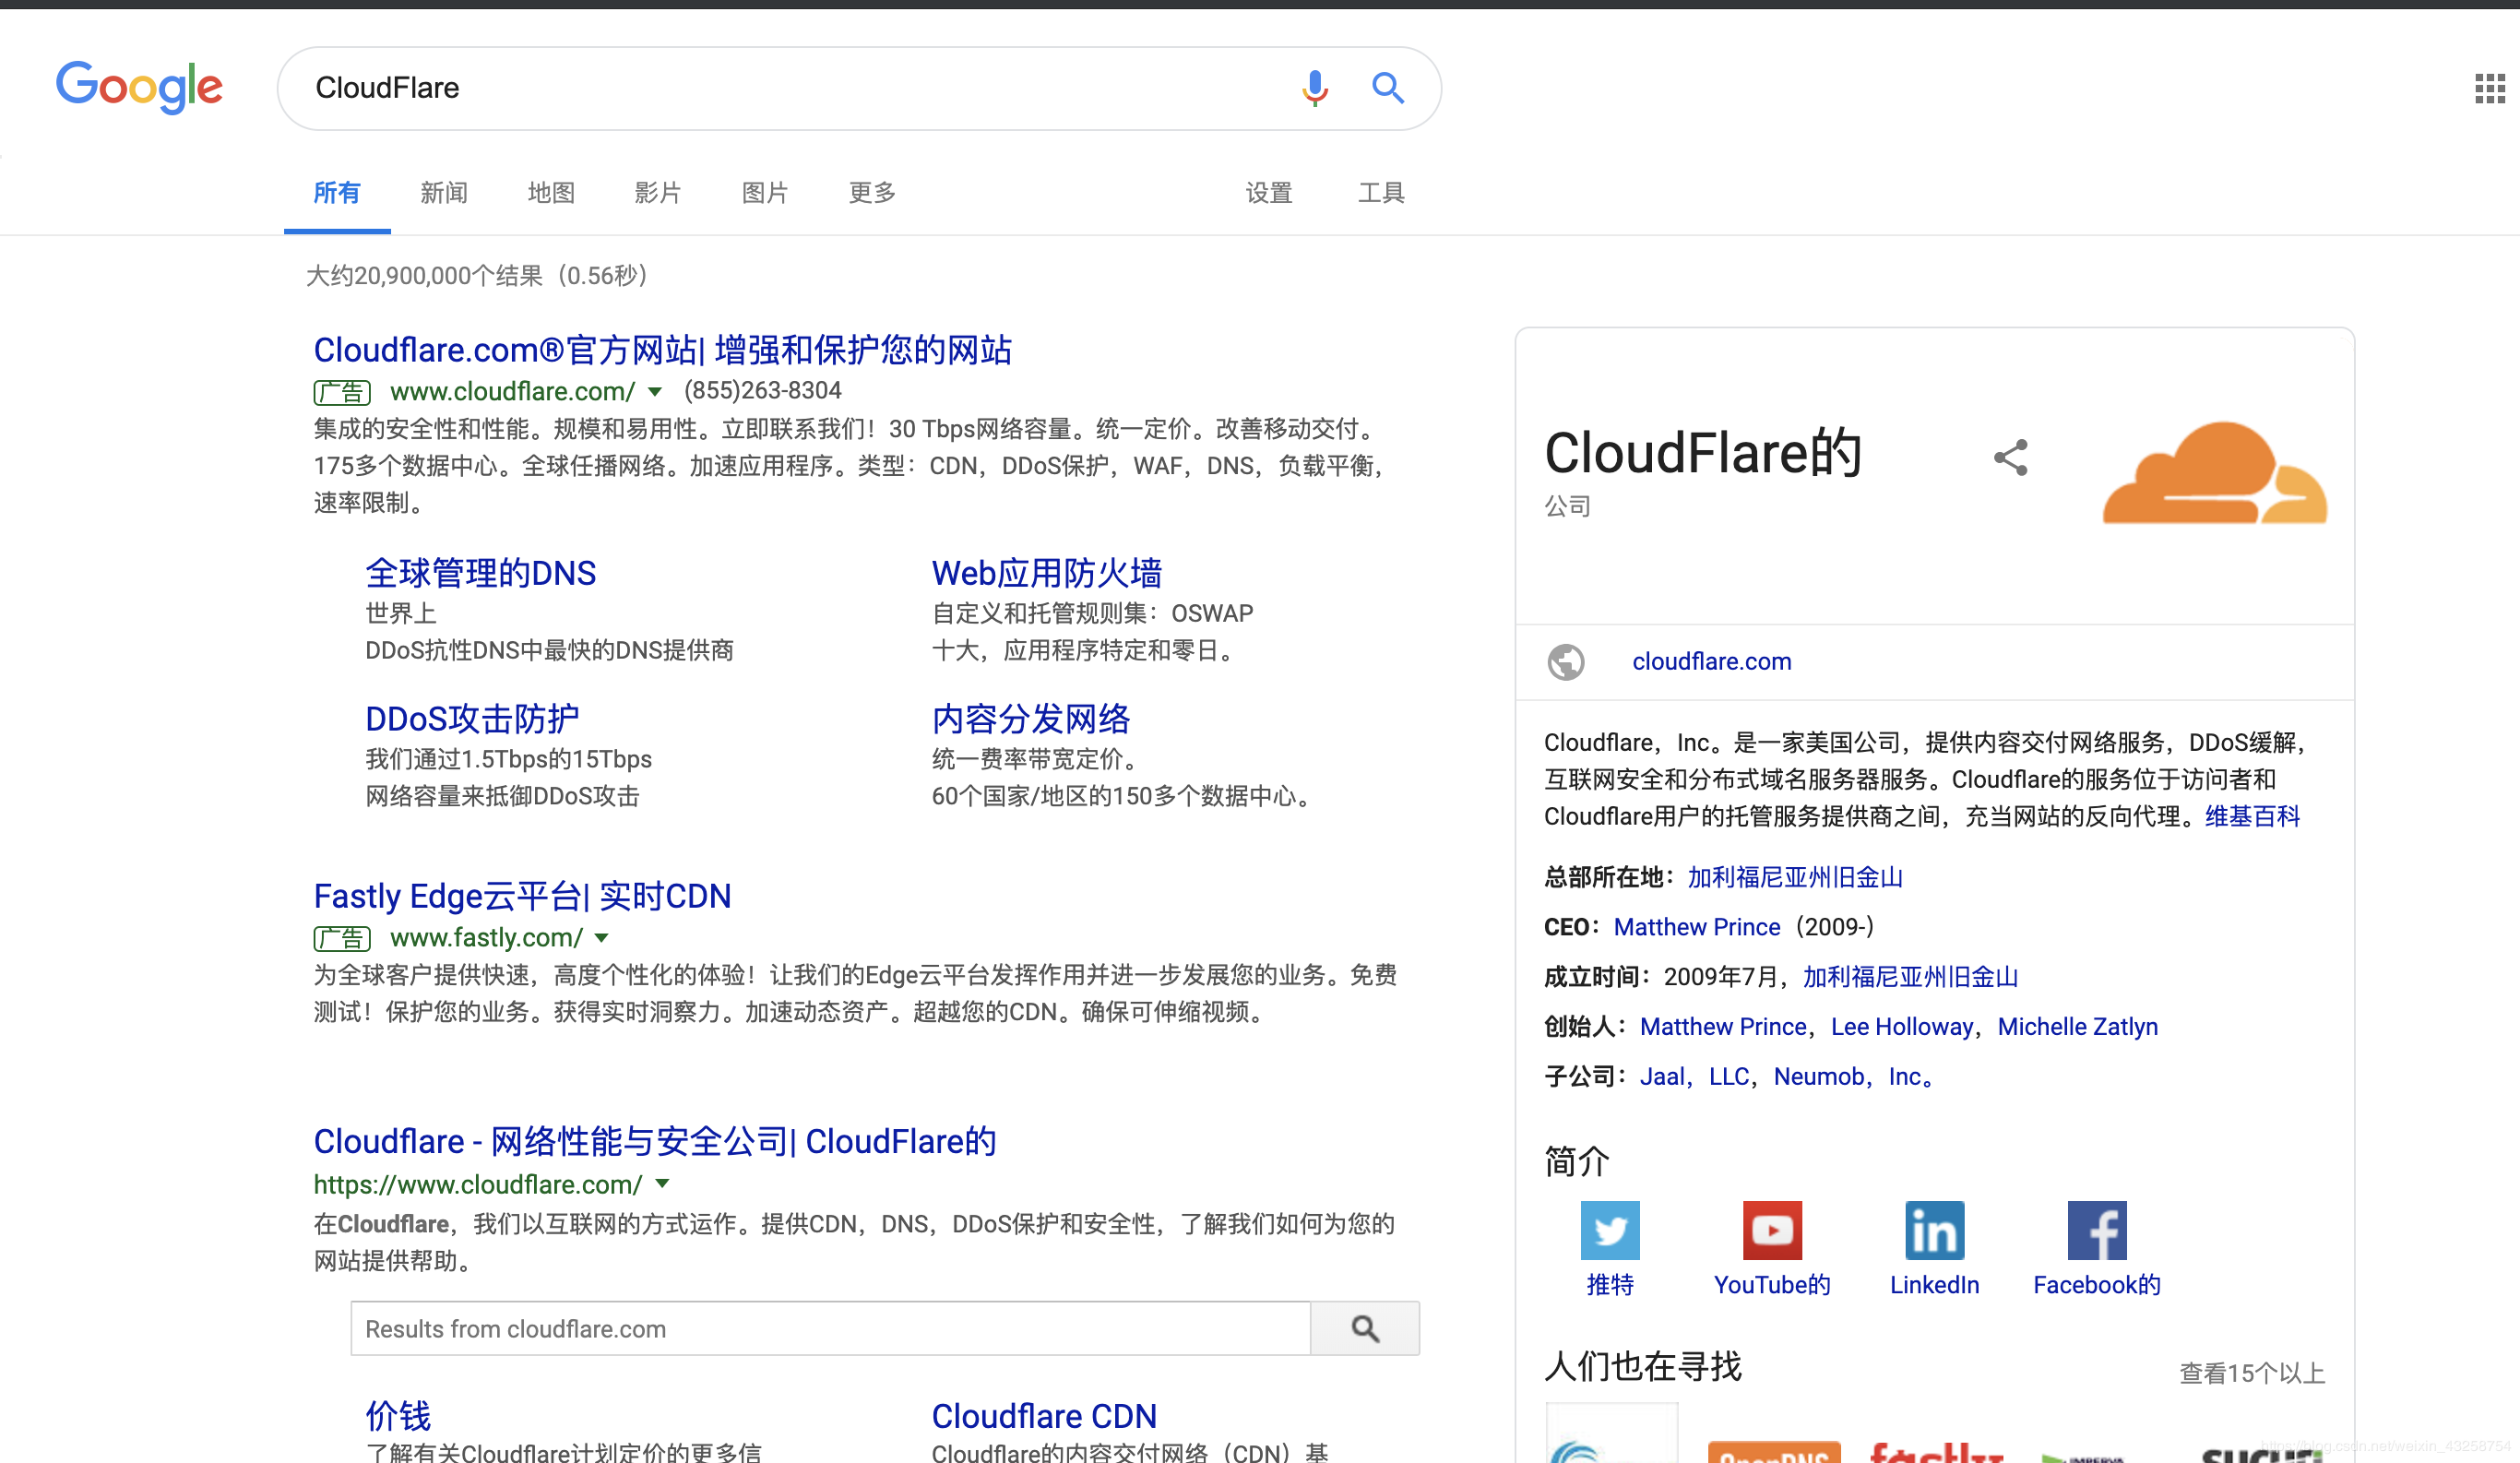 Google
CloudFlare
所有 新闻 地图 影片 图片 更多 设置 工具
大约20,900,000个结果（0.56秒）
Cloudflare.com®官方网站| 增强和保护您的网站
广告 www.cloudflare.com/ (855)263-8304
集成的安全性和性能。规模和易用性。立即联系我们！30 Tbps网络容量。统一定价。改善移动交付。
175多个数据中心。全球任播网络。加速应用程序。类型：CDN，DDoS保护，WAF，DNS，负载平衡，
速率限制。
全球管理的DNS
世界上
DDoS抗性DNS中最快的DNS提供商
Web应用防火墙
自定义和托管规则集：OSWAP
十大，应用程序特定和零日。
DDoS攻击防护
我们通过1.5Tbps的15Tbps
网络容量来抵御DDoS攻击
内容分发网络
统一费率带宽定价。
60个国家/地区的150多个数据中心。
Fastly Edge云平台| 实时CDN
广告 www.fastly.com/
为全球客户提供快速，高度个性化的体验！让我们的Edge云平台发挥作用并进一步发展您的业务。免费
测试！保护您的业务。获得实时洞察力。加速动态资产。超越您的CDN。确保可伸缩视频。
Cloudflare - 网络性能与安全公司| CloudFlare的
https://www.cloudflare.com/
在Cloudflare，我们以互联网的方式运作。提供CDN，DNS，DDoS保护和安全性，了解我们如何为您的
网站提供帮助。
Results from cloudflare.com
价钱
了解有关Cloudflare计划定价的更多信
Cloudflare CDN
Cloudflare的内容交付网络（CDN）基
CloudFlare的
公司
cloudflare.com
Cloudflare，Inc。是一家美国公司，提供内容交付网络服务，DDoS缓解，
互联网安全和分布式域名服务器服务。Cloudflare的服务位于访问者和
Cloudflare用户的托管服务提供商之间，充当网站的反向代理。维基百科
总部所在地：加利福尼亚州旧金山
CEO：Matthew Prince（2009-）
成立时间：2009年7月，加利福尼亚州旧金山
创始人：Matthew Prince，Lee Holloway，Michelle Zatlyn
子公司：Jaal，LLC，Neumob，Inc。
简介
in
推特 YouTube的 LinkedIn Facebook的
人们也在寻找 查看15个以上
OpenDNS fastly IMPERVA sucuri
https://blog.csdn.net/weixin_43258754